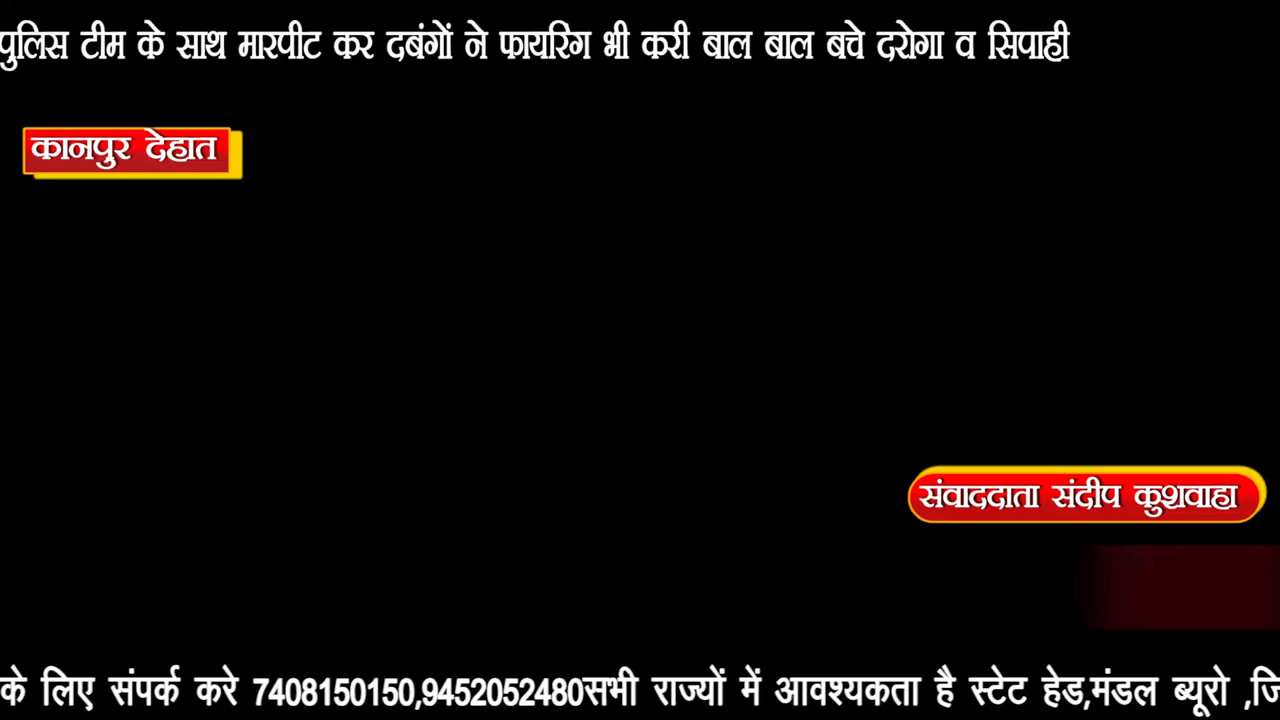 पुलिस टीम के साथ मारपीट कर दबंगों ने फायरिंग भी करी बाल बाल बचे दरोगा व सिपाही
कानपुर देहात
संवाददाता संदीप कुशवाहा
के लिए संपर्क करे 7408150150,9452052480सभी राज्यों में आवश्यकता है स्टेट हेड,मंडल ब्यूरो ,जि